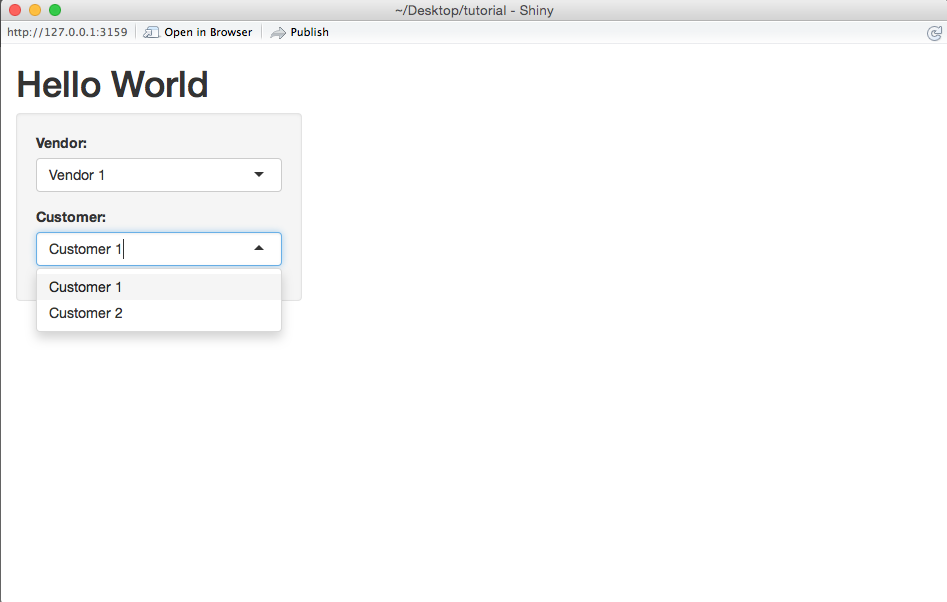 ~/Desktop/tutorial - Shiny
http://127.0.0.1:3159 Open in Browser Publish
Hello World
Vendor:
Vendor 1
Customer:
Customer 1
Customer 1
Customer 2